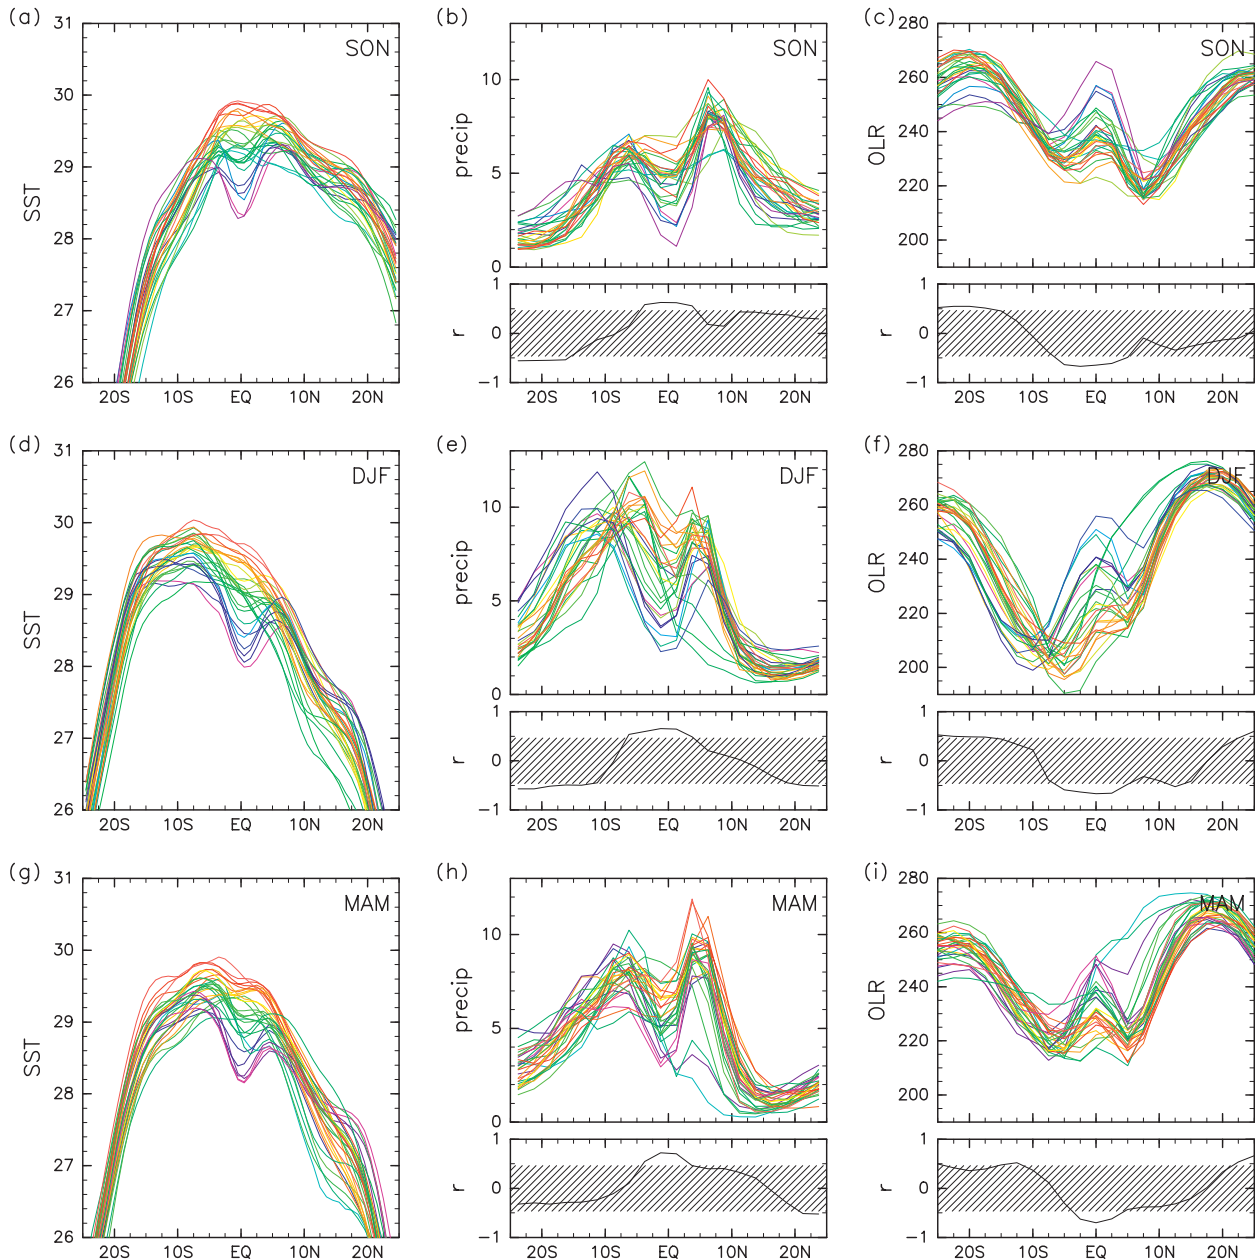 (a)
31
30
29
28
27
26
SST
SON
20S 10S EQ 10N 20N
(b)
10
5
0
precip
SON
1
0
−1
r
20S 10S EQ 10N 20N
(c)
280
260
240
220
200
OLR
SON
1
0
−1
r
20S 10S EQ 10N 20N
(d)
31
30
29
28
27
26
SST
DJF
20S 10S EQ 10N 20N
(e)
10
5
0
precip
DJF
1
0
−1
r
20S 10S EQ 10N 20N
(f)
280
260
240
220
200
OLR
DJF
1
0
−1
r
20S 10S EQ 10N 20N
(g)
31
30
29
28
27
26
SST
MAM
20S 10S EQ 10N 20N
(h)
10
5
0
precip
MAM
1
0
−1
r
20S 10S EQ 10N 20N
(i)
280
260
240
220
200
OLR
MAM
1
0
−1
r
20S 10S EQ 10N 20N